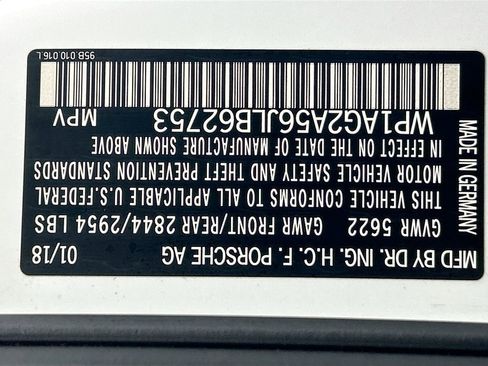 MFD BY DR. ING. H.C. F. PORSCHE AG 01/18
GVWR 5622 GAWR FRONT/REAR 2844/2954 LBS
THIS VEHICLE CONFORMS TO ALL APPLICABLE U.S.FEDERAL
MOTOR VEHICLE SAFETY AND THEFT PREVENTION STANDARDS
IN EFFECT ON THE DATE OF MANUFACTURE SHOWN ABOVE
WP1AG2A56JLB62753 MPV
MADE IN GERMANY
95B.010.016.L